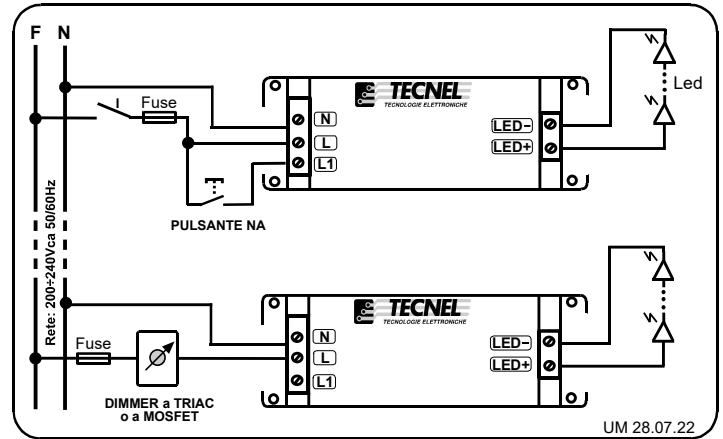 F N
I Fuse
TECNEL
TECNOLOGIE ELETTRONICHE
N
L
L1
LED-
LED+
Led
PULSANTE NA
Rete: 200÷240Vca 50/60Hz
TECNEL
TECNOLOGIE ELETTRONICHE
N
L
L1
LED-
LED+
Fuse
DIMMER a TRIAC
o a MOSFET
UM 28.07.22